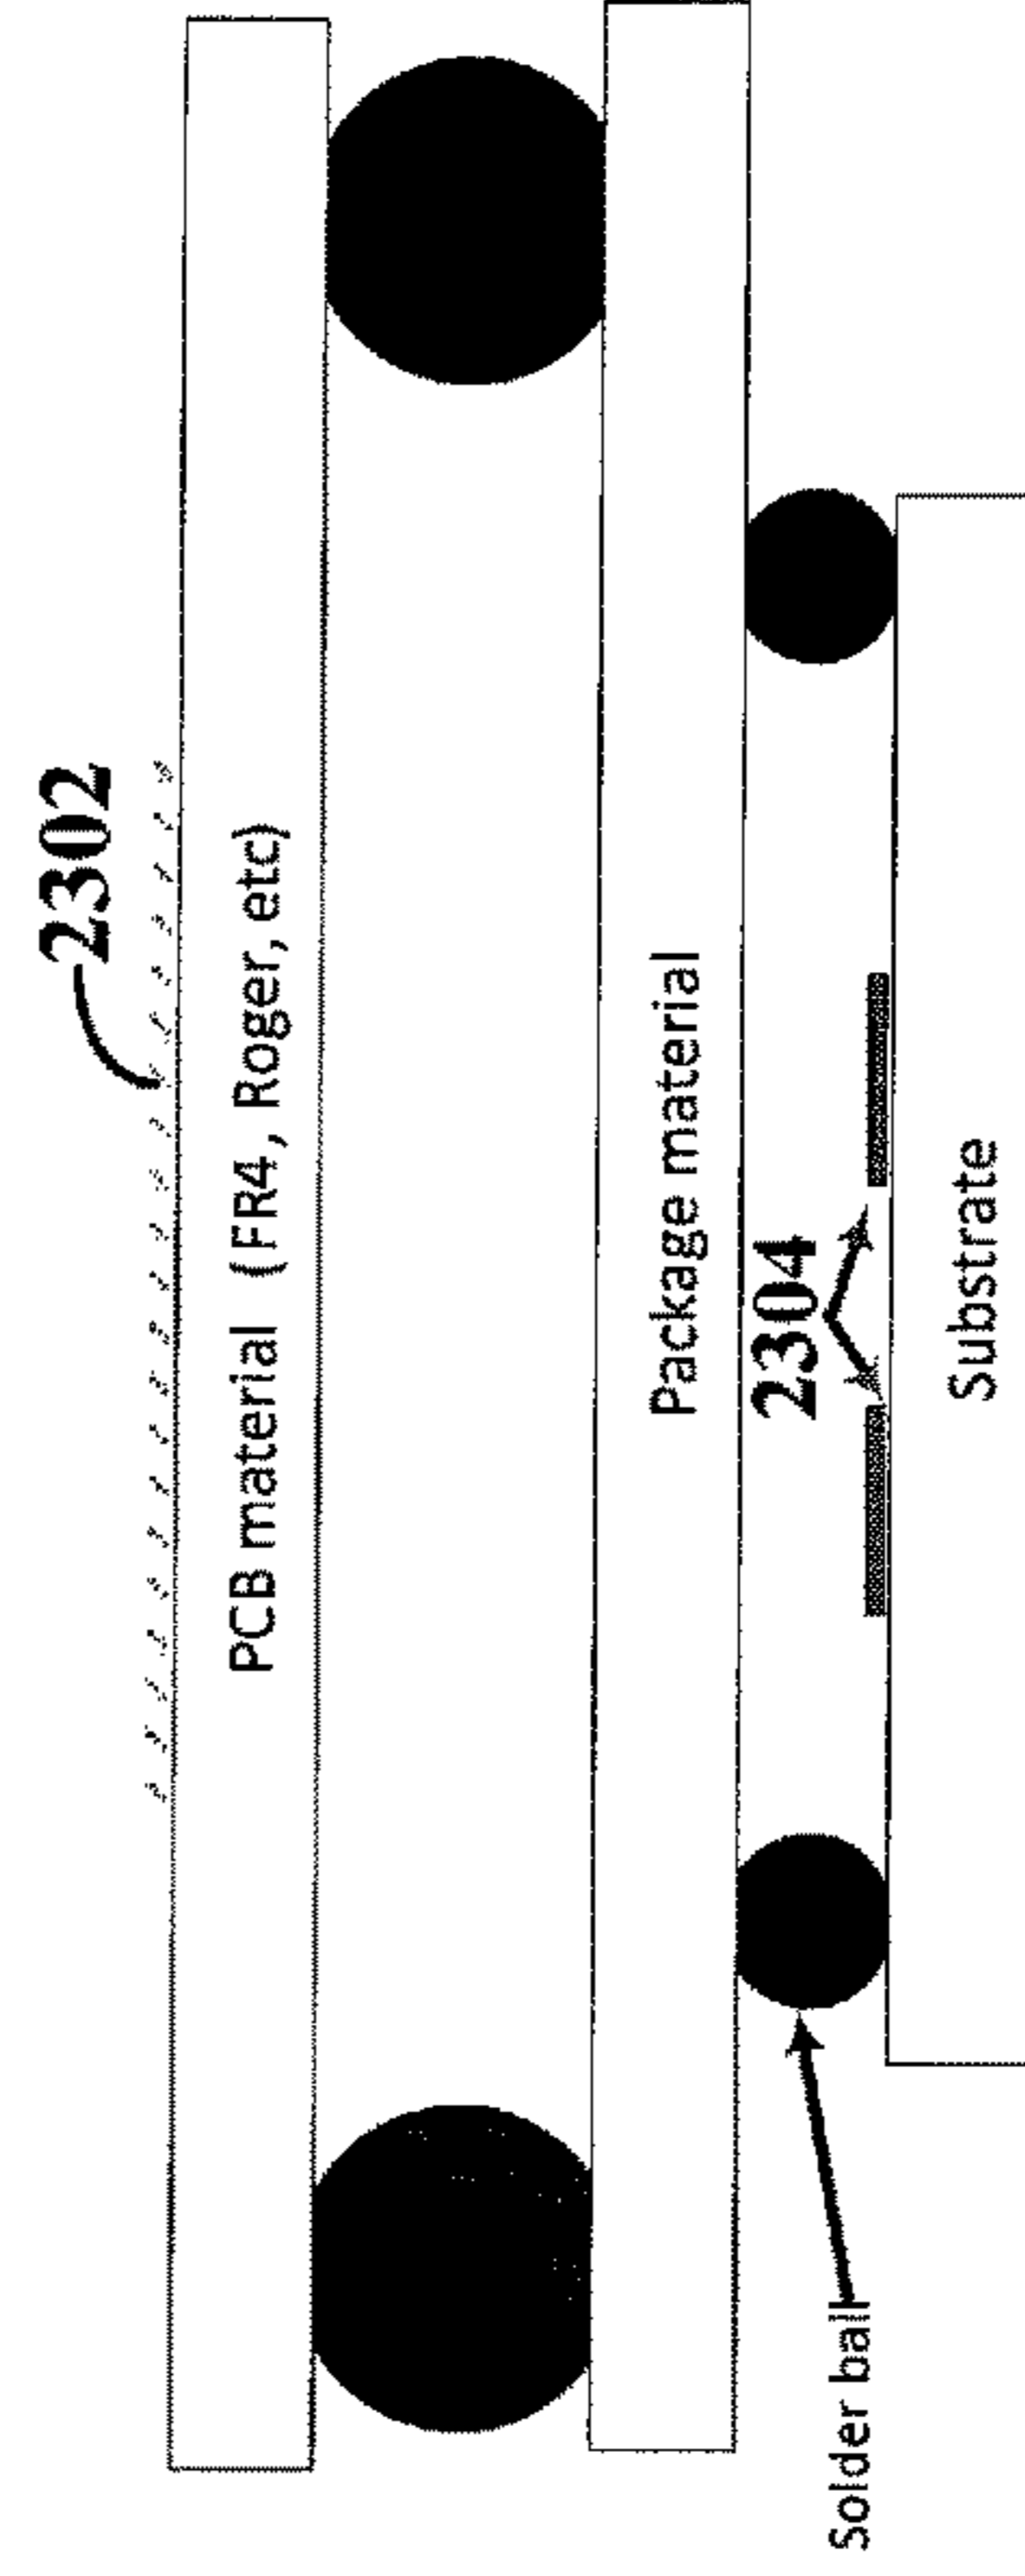 2302
PCB material (FR4, Roger, etc)
Package material
2304
Substrate
Solder ball